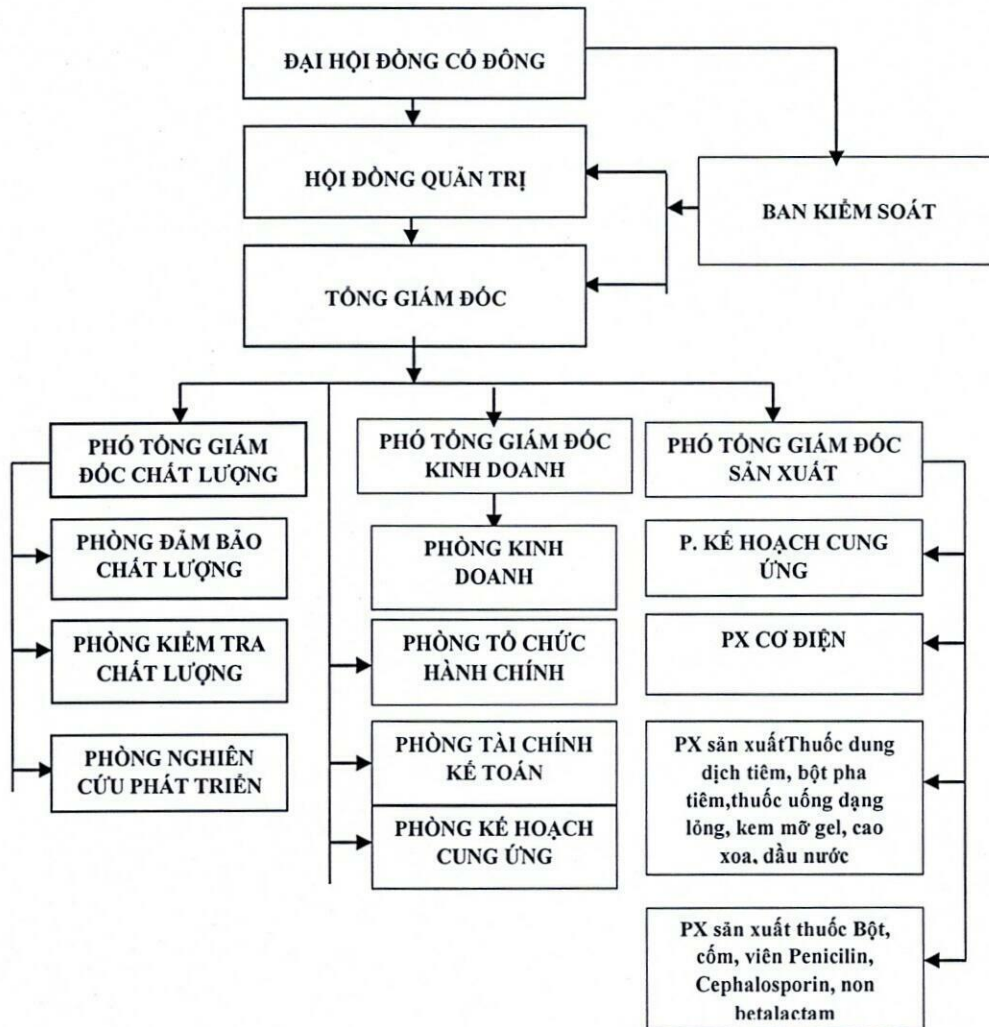 ĐẠI HỘI ĐỒNG CỔ ĐÔNG
HỘI ĐỒNG QUẢN TRỊ
BAN KIỂM SOÁT
TỔNG GIÁM ĐỐC
PHÓ TỔNG GIÁM
ĐỐC CHẤT LƯỢNG
PHÒNG ĐẢM BẢO
CHẤT LƯỢNG
PHÒNG KIỂM TRA
CHẤT LƯỢNG
PHÒNG NGHIÊN
CỨU PHÁT TRIỂN
PHÓ TỔNG GIÁM ĐỐC
KINH DOANH
PHÒNG KINH
DOANH
PHÒNG TỔ CHỨC
HÀNH CHÍNH
PHÒNG TÀI CHÍNH
KẾ TOÁN
PHÒNG KẾ HOẠCH
CUNG ỨNG
PHÓ TỔNG GIÁM ĐỐC
SẢN XUẤT
P. KẾ HOẠCH CUNG
ỨNG
PX CƠ ĐIỆN
PX sản xuấtThuốc dung
dịch tiêm, bột pha
tiêm,thuốc uống dạng
lỏng, kem mỡ gel, cao
xoa, dầu nước
PX sản xuất thuốc Bột,
cốm, viên Penicilin,
Cephalosporin, non
betalactam